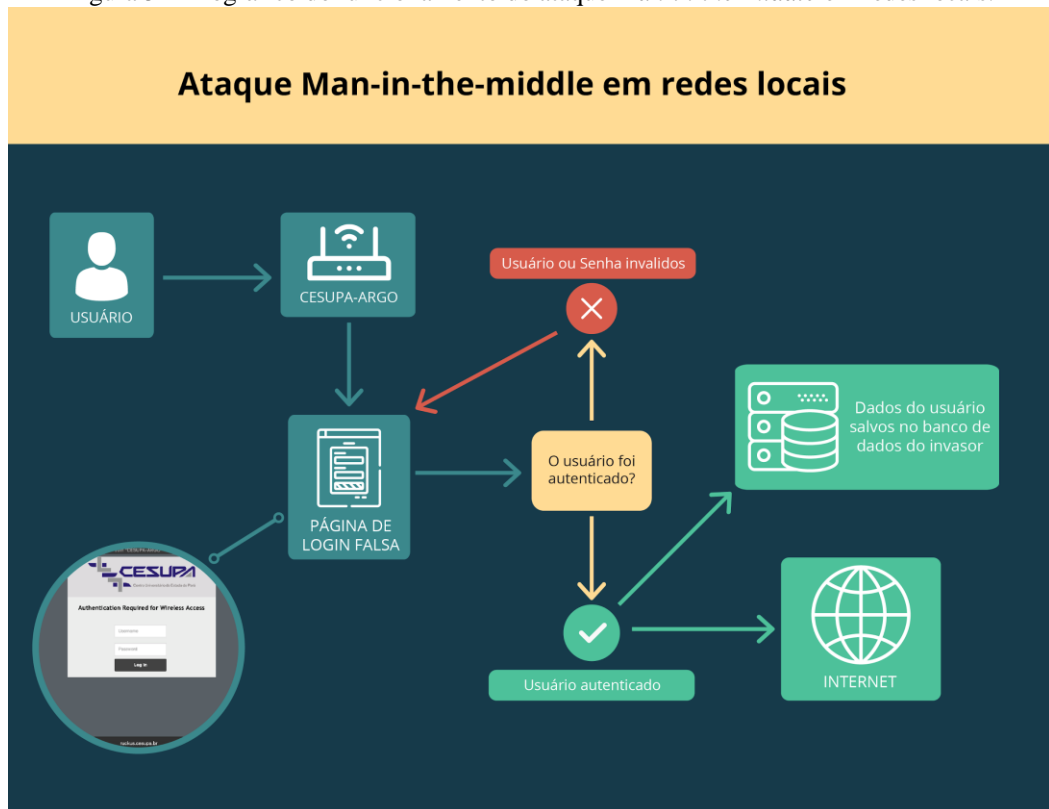 Ataque Man-in-the-middle em redes locais
USUÁRIO
CESUPA-ARGO
Usuário ou Senha invalidos
Dados do usuário
salvos no banco de
dados do invasor
O usuário foi
autenticado?
PÁGINA DE
LOGIN FALSA
CESUPA
Authentication Required for Wireless Access
Username
Password
Log In
Usuário autenticado
INTERNET